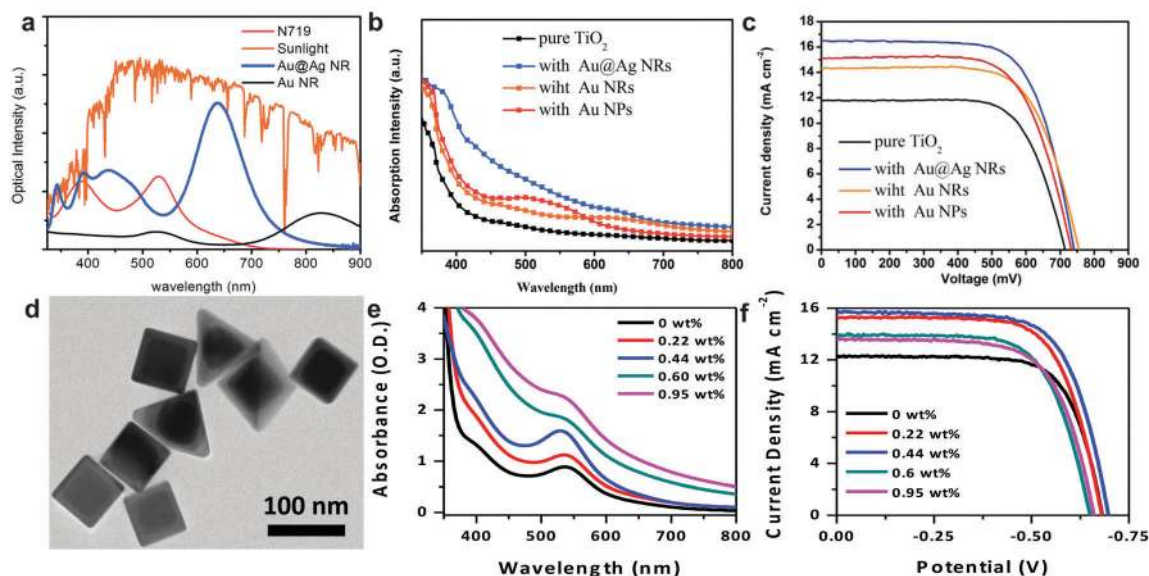 a
N719
Sunlight
Au@Ag NR
Au NR
Optical Intensity (a.u.)
400 500 600 700 800 900
wavelength (nm)
b
pure TiO2
with Au@Ag NRs
wiht Au NRs
with Au NPs
Absorption Intensity (a.u.)
400 500 600 700 800
Wavelength (nm)
c
18
16
14
12
10
8
6
4
2
0
Current density (mA cm-2)
pure TiO2
with Au@Ag NRs
wiht Au NRs
with Au NPs
0 100 200 300 400 500 600 700 800 900
Voltage (mV)
d
100 nm
e
4
3
2
1
0
Absorbance (O.D.)
0 wt%
0.22 wt%
0.44 wt%
0.60 wt%
0.95 wt%
400 500 600 700 800
Wavelength (nm)
f
16
12
8
4
0
Current Density (mA cm-2)
0 wt%
0.22 wt%
0.44 wt%
0.6 wt%
0.95 wt%
0.00 -0.25 -0.50 -0.75
Potential (V)